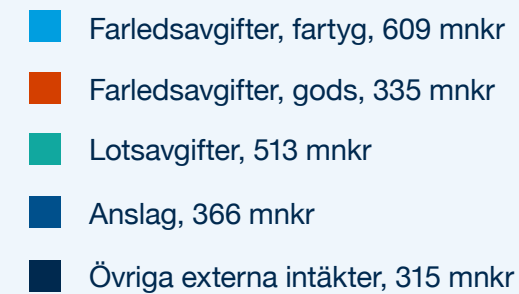 Farledsavgifter, fartyg, 609 mnkr
Farledsavgifter, gods, 335 mnkr
Lotsavgifter, 513 mnkr
Anslag, 366 mnkr
Övriga externa intäkter, 315 mnkr